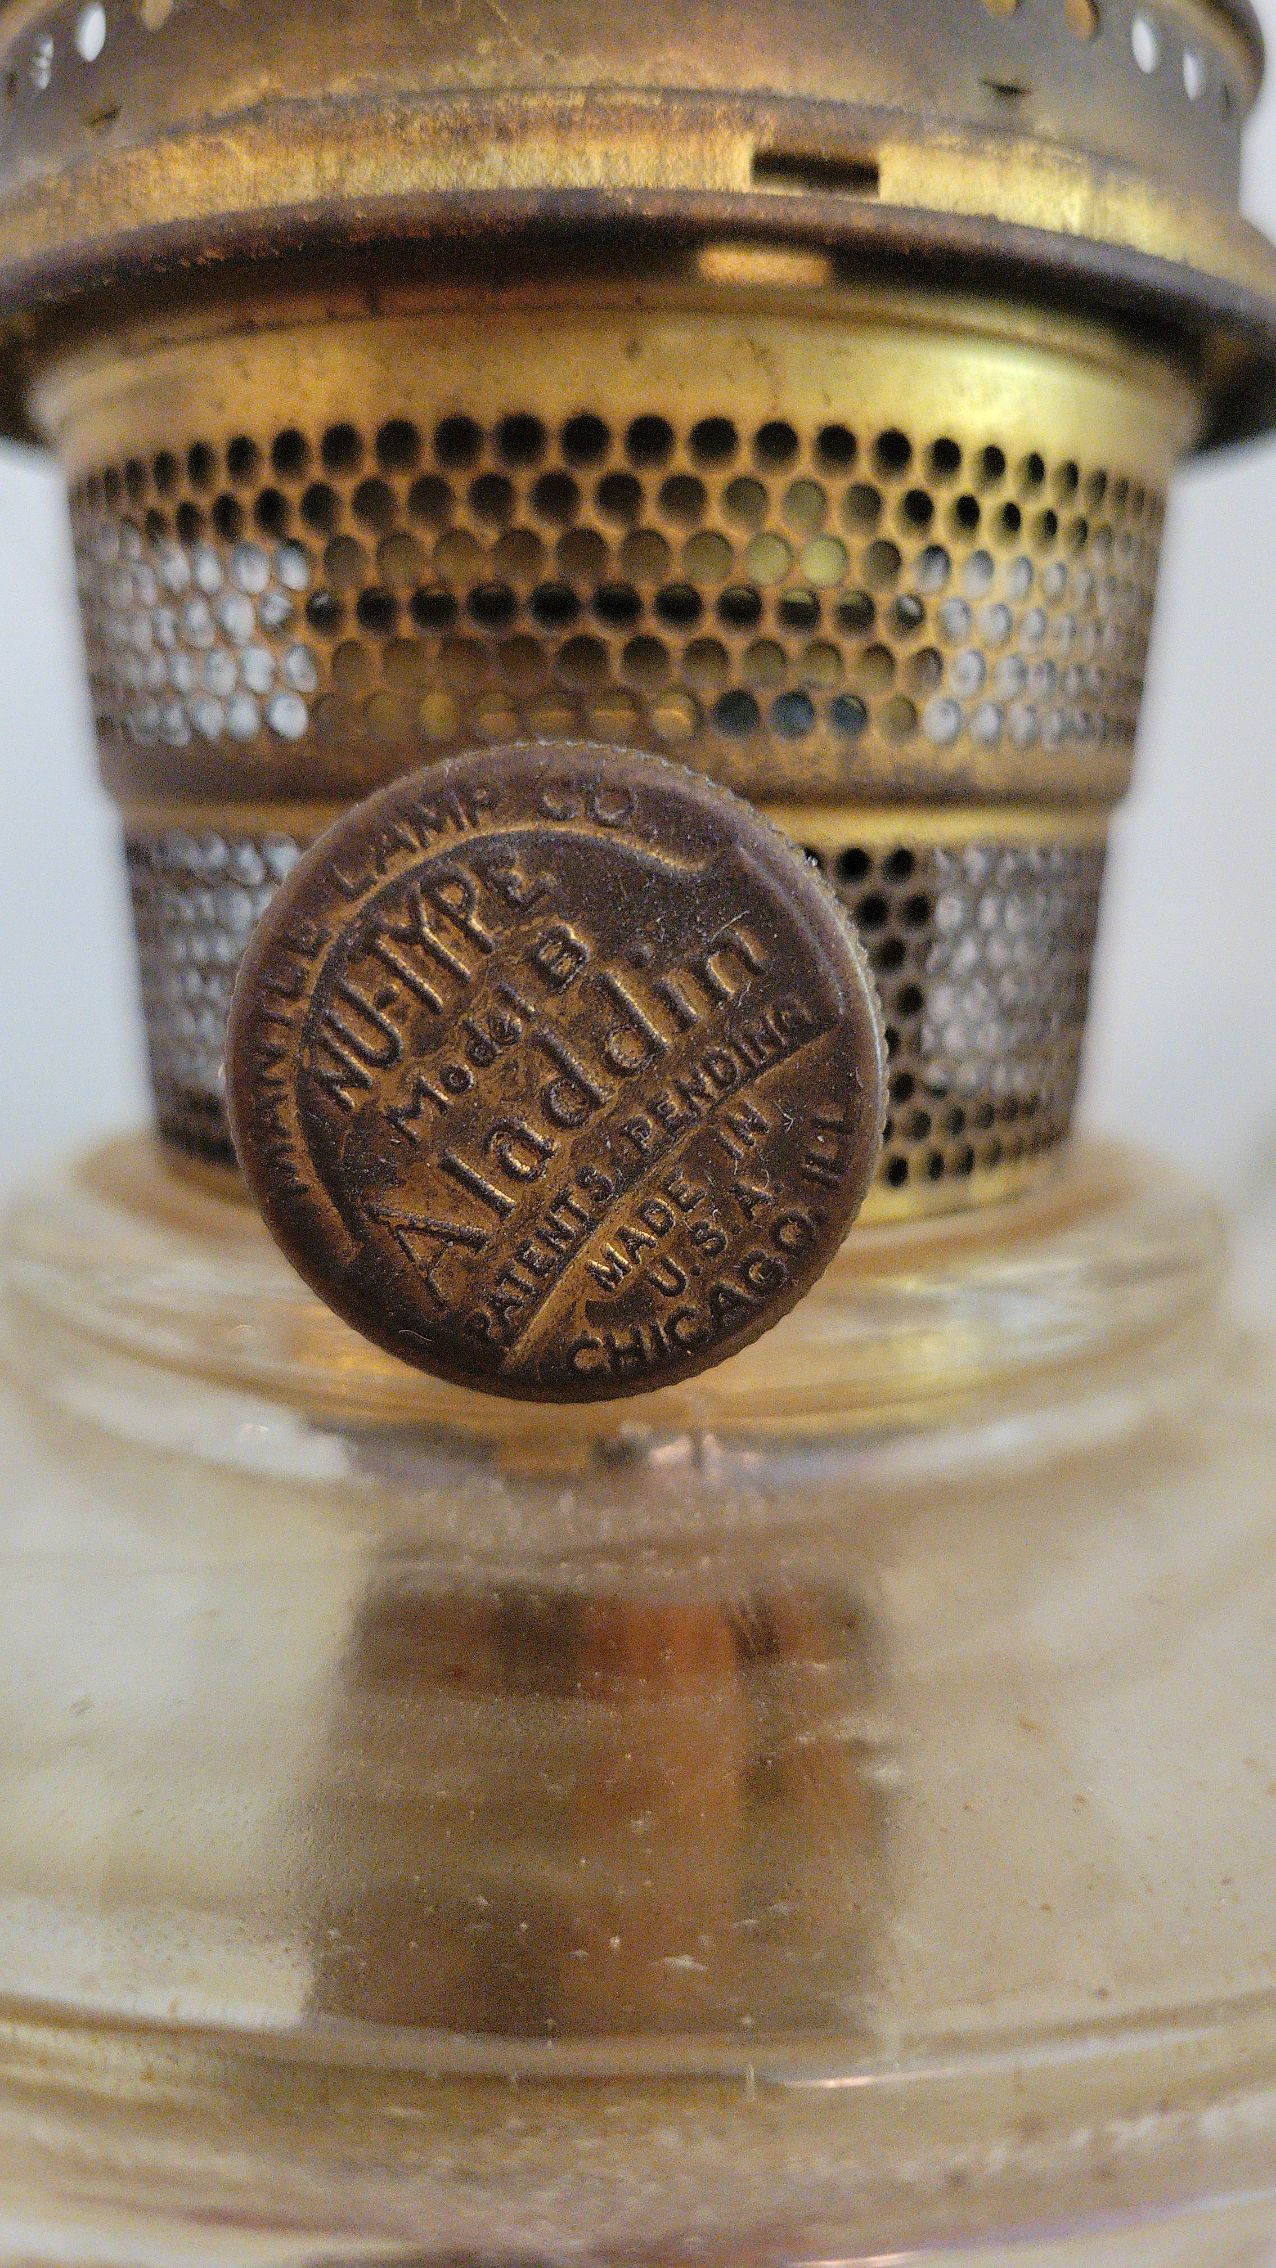 MANTLE LAMP CO.
NU-TYPE
Model B
Aladdin
PATENTS PENDING
MADE IN
U.S.A.
CHICAGO, ILL.